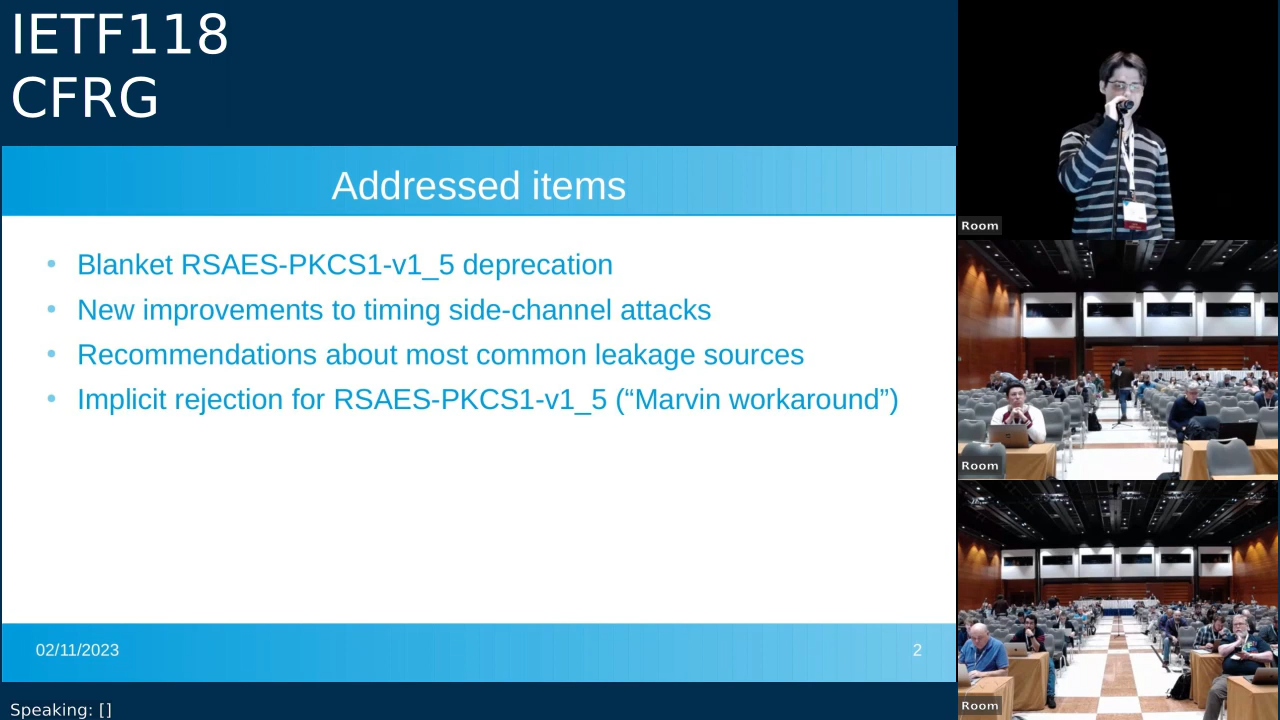 IETF118
CFRG
Addressed items
• Blanket RSAES-PKCS1-v1_5 deprecation
• New improvements to timing side-channel attacks
• Recommendations about most common leakage sources
• Implicit rejection for RSAES-PKCS1-v1_5 (“Marvin workaround”)
02/11/2023
2
Speaking: []
Room
Room
Room